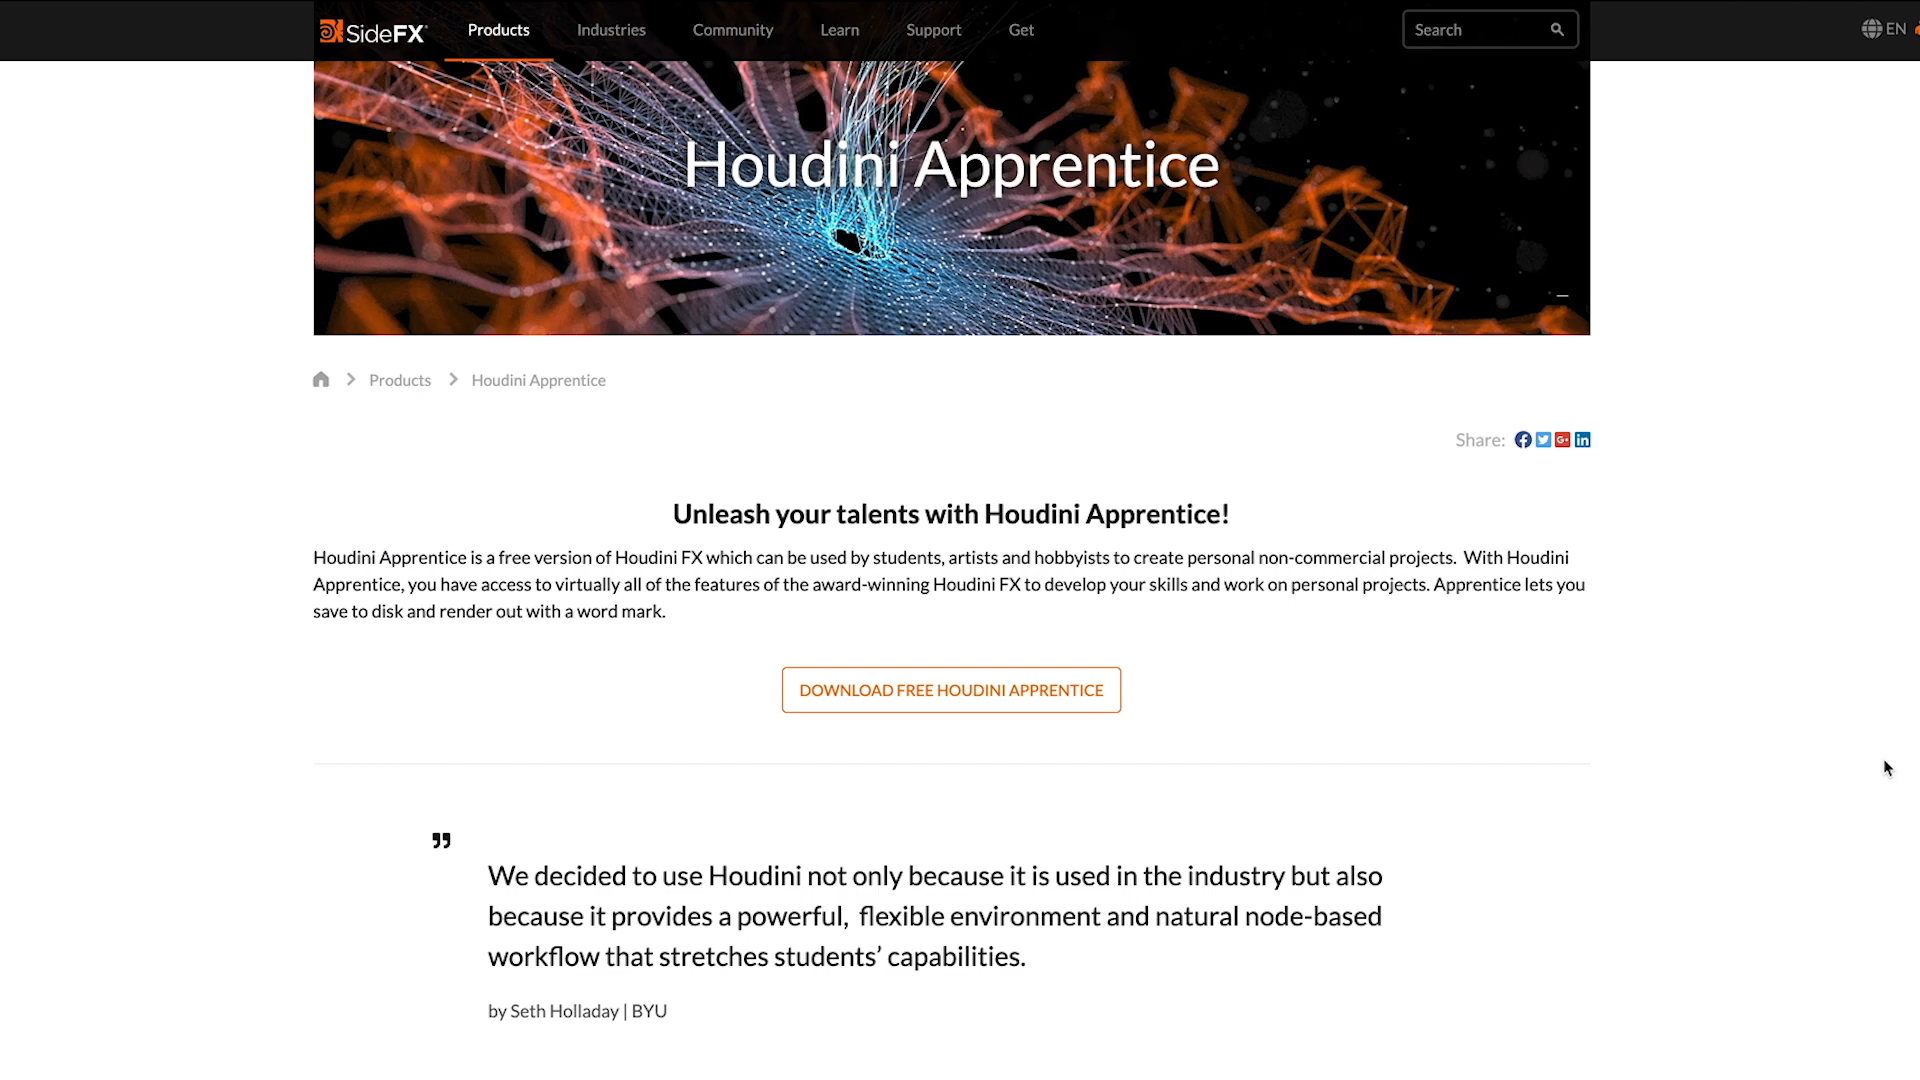 SideFX
Products
Industries
Community
Learn
Support
Get
Search
EN
Houdini Apprentice
Products
Houdini Apprentice
Share:
Unleash your talents with Houdini Apprentice!
Houdini Apprentice is a free version of Houdini FX which can be used by students, artists and hobbyists to create personal non-commercial projects. With Houdini
Apprentice, you have access to virtually all of the features of the award-winning Houdini FX to develop your skills and work on personal projects. Apprentice lets you
save to disk and render out with a word mark.
DOWNLOAD FREE HOUDINI APPRENTICE
”
We decided to use Houdini not only because it is used in the industry but also
because it provides a powerful, flexible environment and natural node-based
workflow that stretches students’ capabilities.
by Seth Holladay | BYU